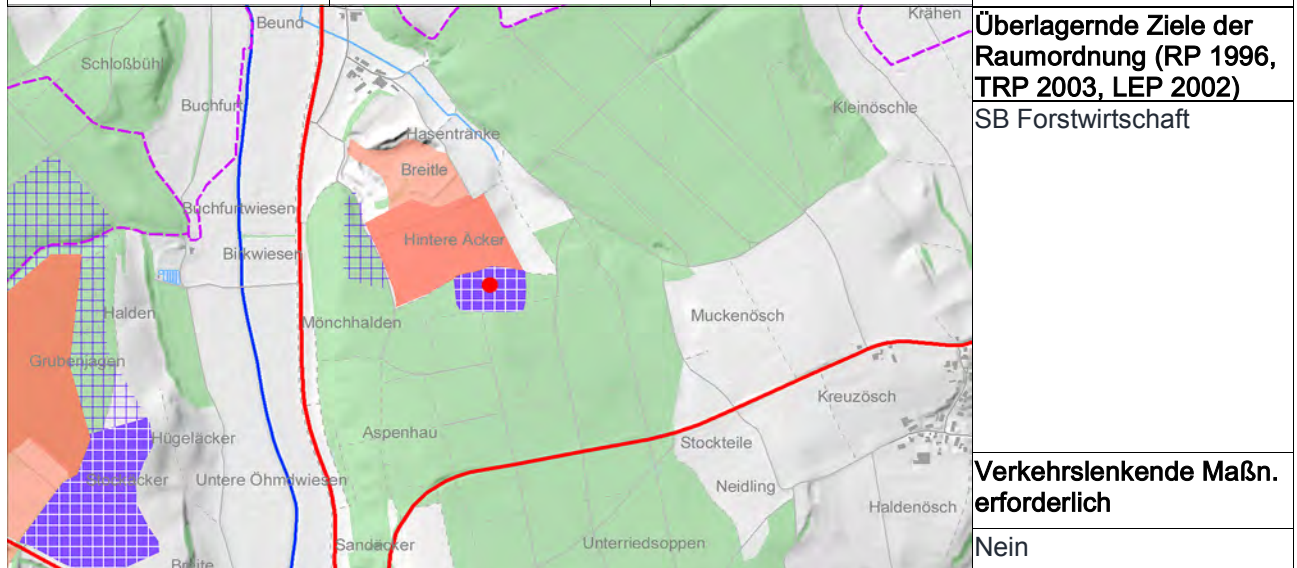 Beund
Krähen
Schloßbühl
Buchfurt
Kleinöschle
Hasentränke
Breitle
Buchfurtwiesen
Hintere Äcker
Birkwiesen
Halden
Mönchhalden
Muckenösch
Grubenjägen
Kreuzösch
Hügeläcker
Aspenhau
Stockteile
Untere Öhmdwiesen
Neidling
Haldenösch
Sandäcker
Unterriedsoppen
Breite
Überlagernde Ziele der
Raumordnung (RP 1996,
TRP 2003, LEP 2002)
SB Forstwirtschaft
Verkehrslenkende Maßn.
erforderlich
Nein